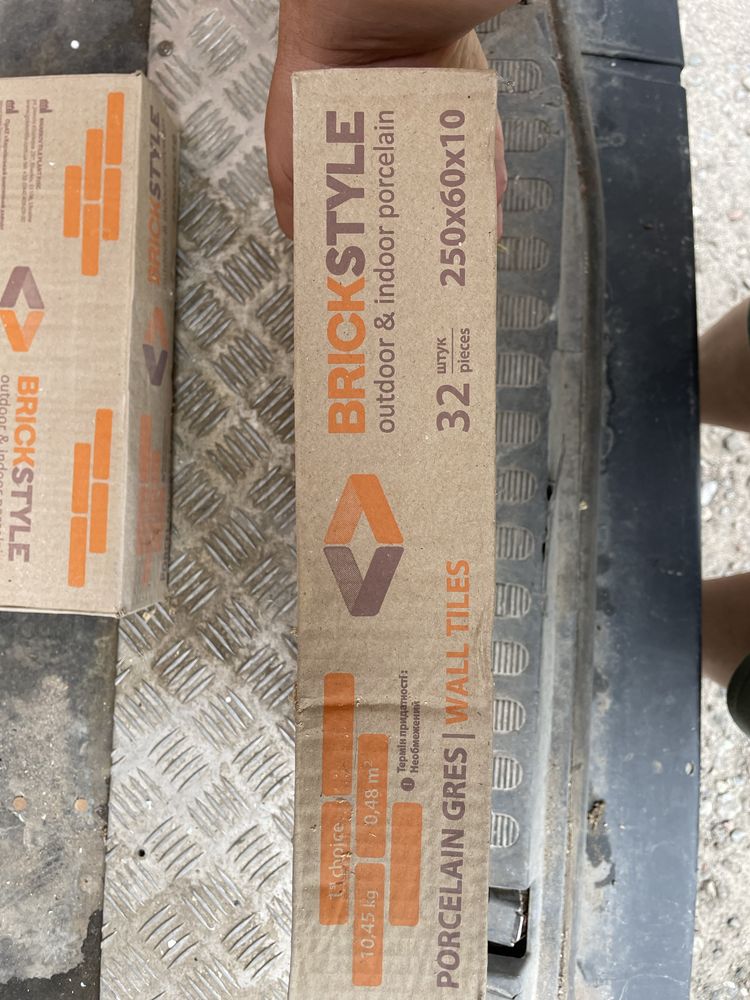 BRICKSTYLE
outdoor & indoor porcelain
32 штук
pieces 250x60x10
1st choice
10,45 kg 0,48 m²
Термін придатності:
Необмежений
PORCELAIN GRES | WALL TILES
BRICKSTYLE
BRICKSTYLE
outdoor & indoor